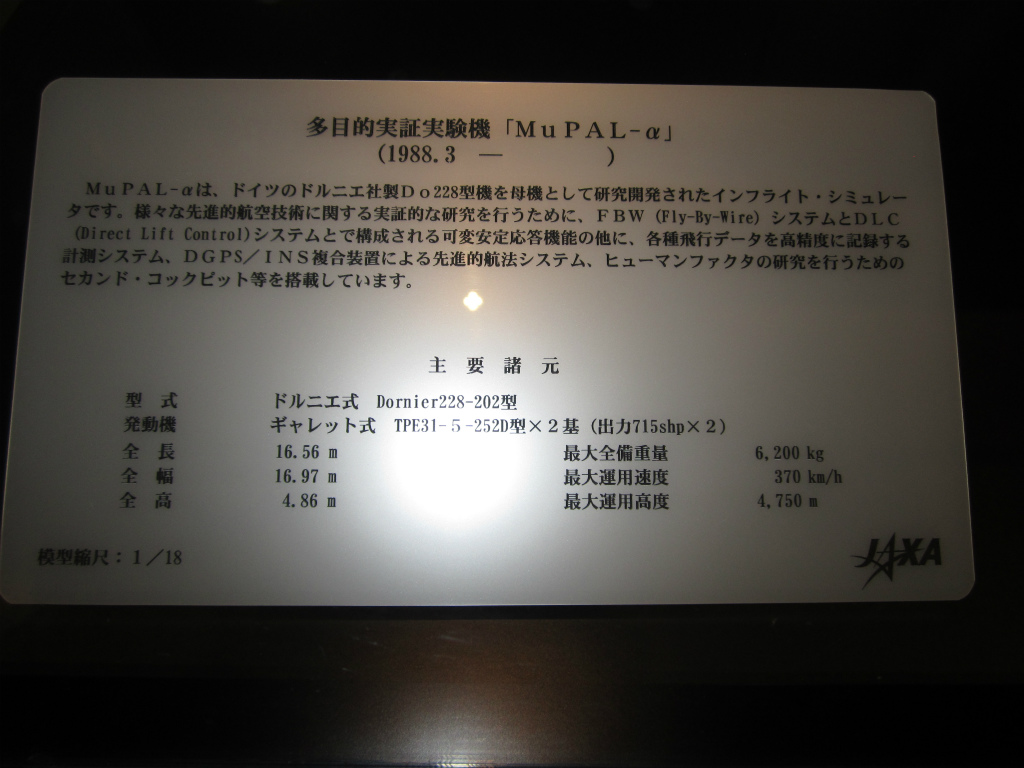 多目的実証実験機「ＭｕＰＡＬ-α」
(1988.3 ― )
ＭｕＰＡＬ-αは、ドイツのドルニエ社製Ｄｏ228型機を母機として研究開発されたインフライト・シミュレー
タです。様々な先進的航空技術に関する実証的な研究を行うために、ＦＢＷ (Fly-By-Wire) システムとＤＬＣ
(Direct Lift Control)システムとで構成される可変安定応答機能の他に、各種飛行データを高精度に記録する
計測システム、ＤＧＰＳ／ＩＮＳ複合装置による先進的航法システム、ヒューマンファクタの研究を行うための
セカンド・コックピット等を搭載しています。
主 要 諸 元
型 式 ドルニエ式 Dornier228-202型
発動機 ギャレット式 TPE31-５-252D型×２基 (出力715shp×２)
全 長 16.56 m 最大全備重量 6,200 kg
全 幅 16.97 m 最大運用速度 370 km/h
全 高 4.86 m 最大運用高度 4,750 m
模型縮尺：１／18
JAXA